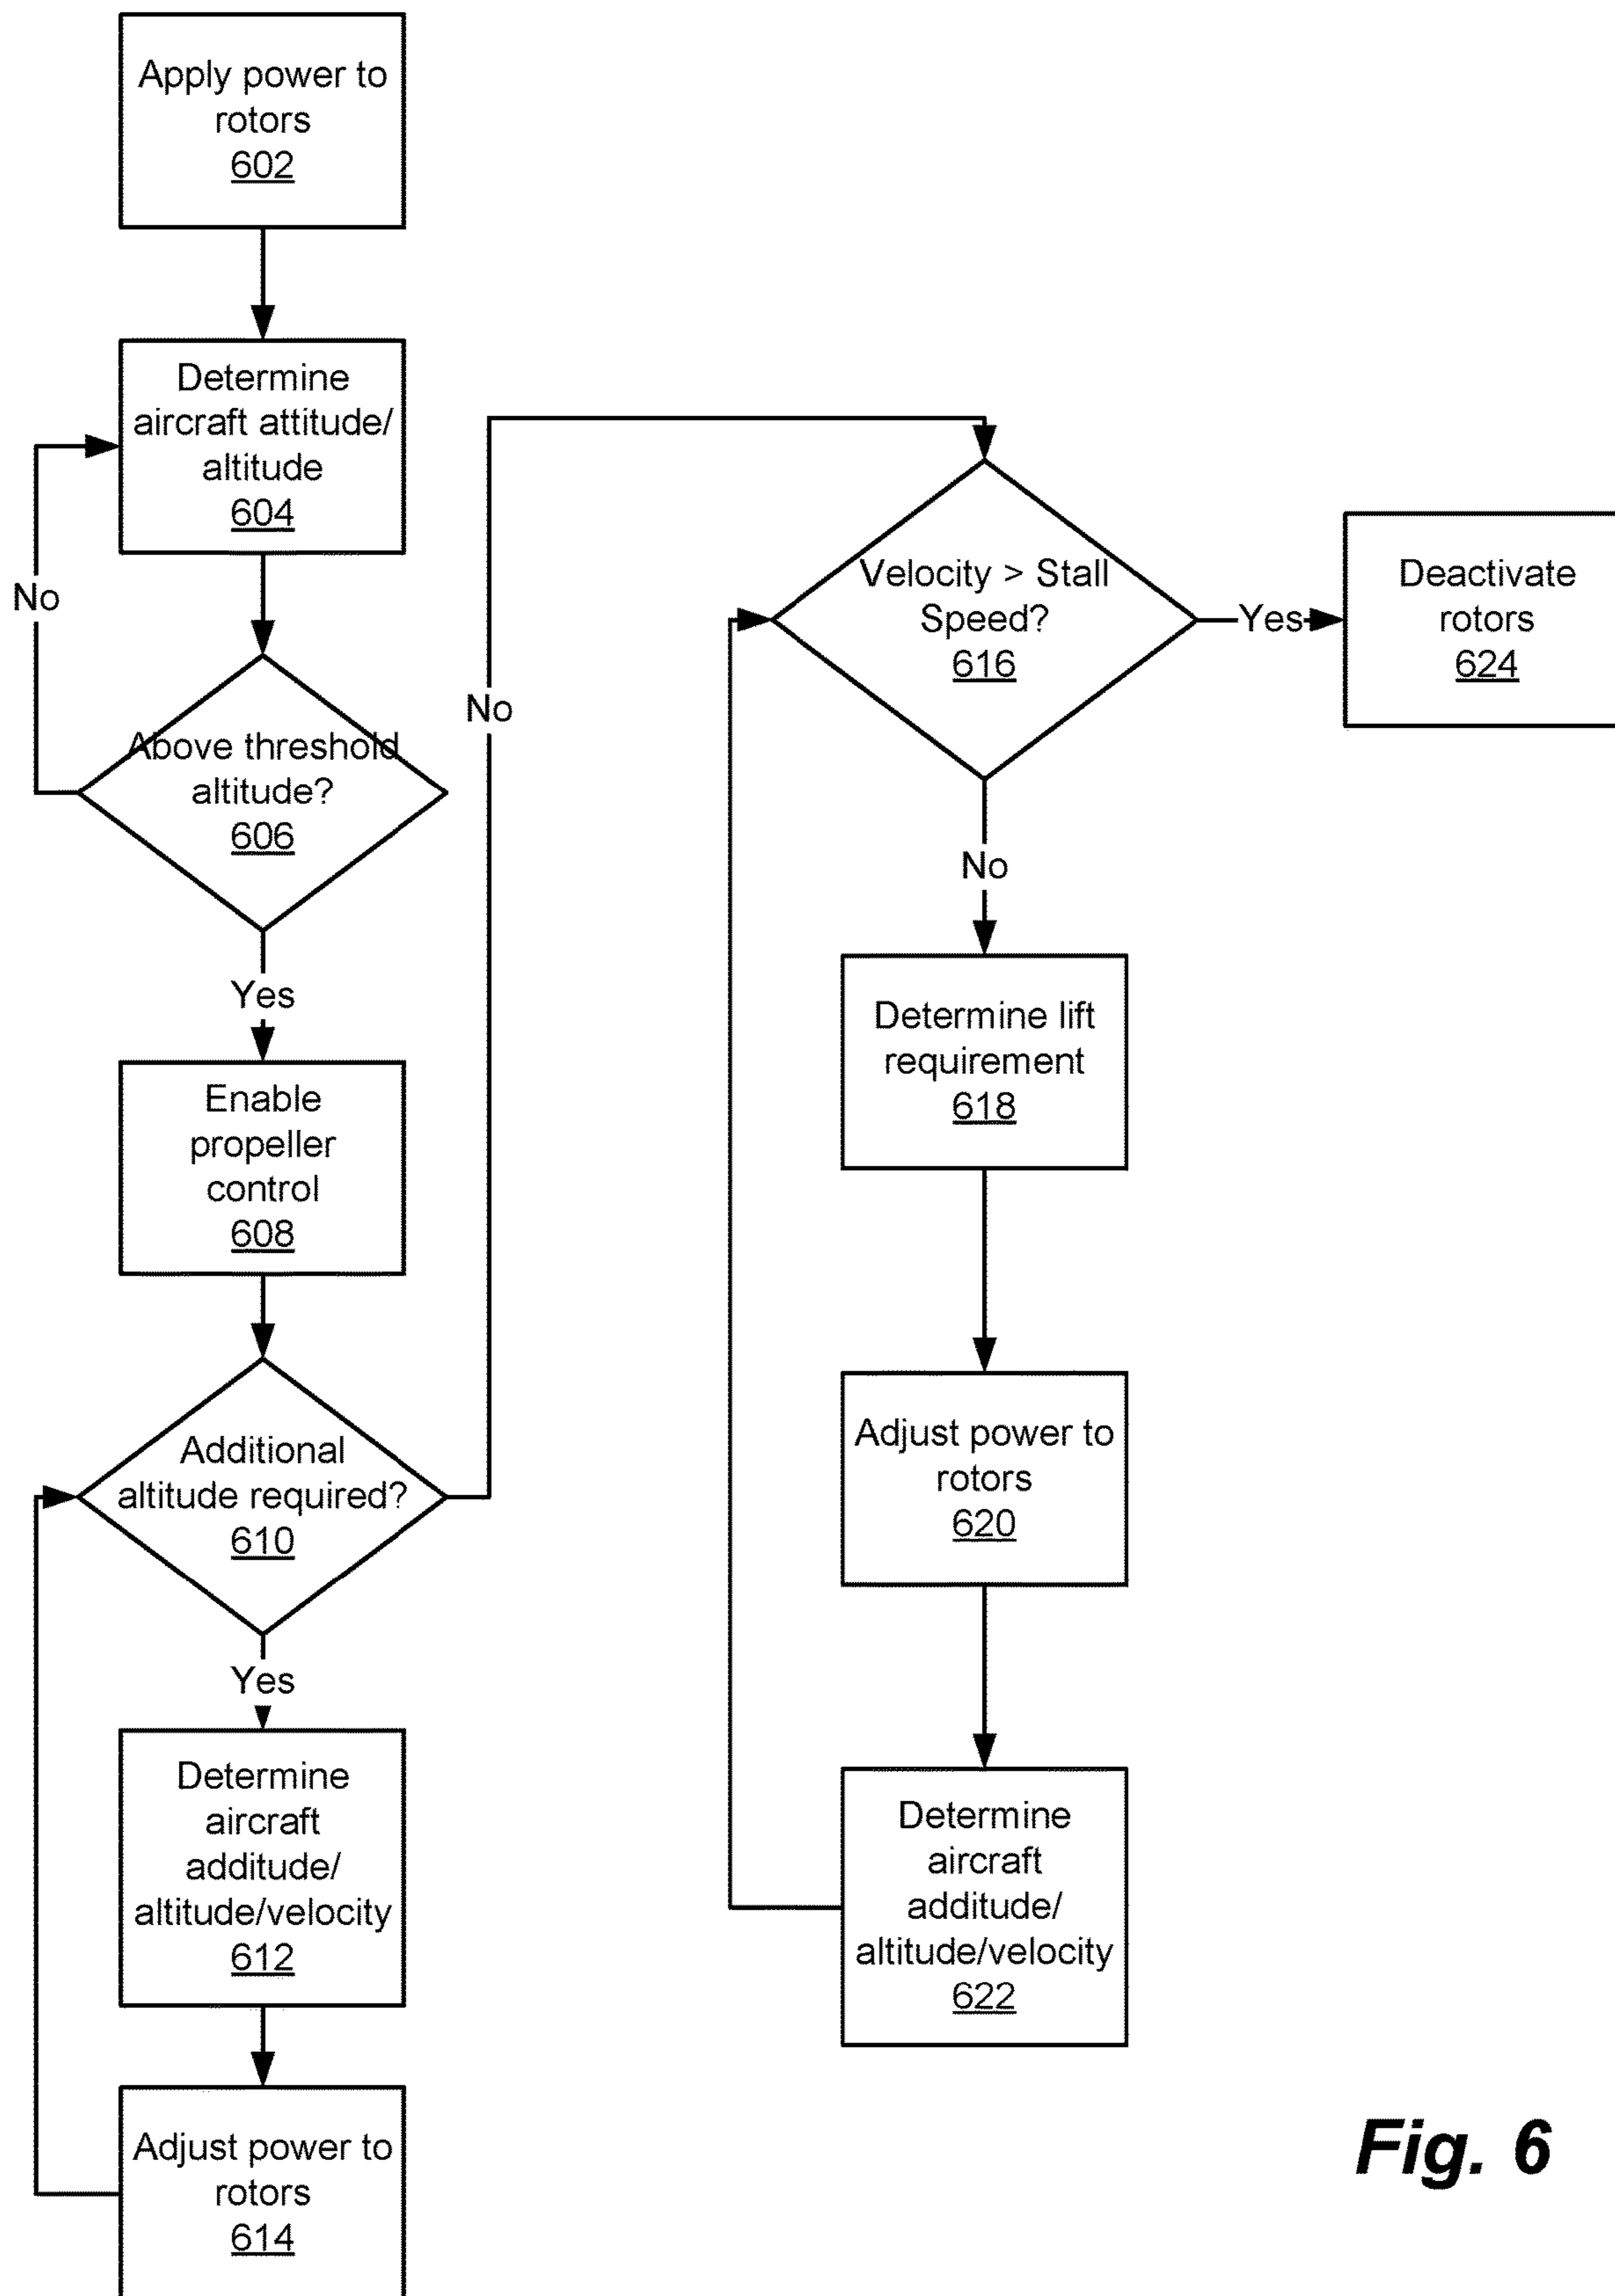 Apply power to
rotors
602
Determine
aircraft attitude/
altitude
604
No
Above threshold
altitude?
606
Yes
Enable
propeller
control
608
Additional
altitude required?
610
No
Yes
Determine
aircraft
additude/
altitude/velocity
612
Adjust power to
rotors
614
Velocity > Stall
Speed?
616
Yes
Deactivate
rotors
624
No
Determine lift
requirement
618
Adjust power to
rotors
620
Determine
aircraft
additude/
altitude/velocity
622
Fig. 6